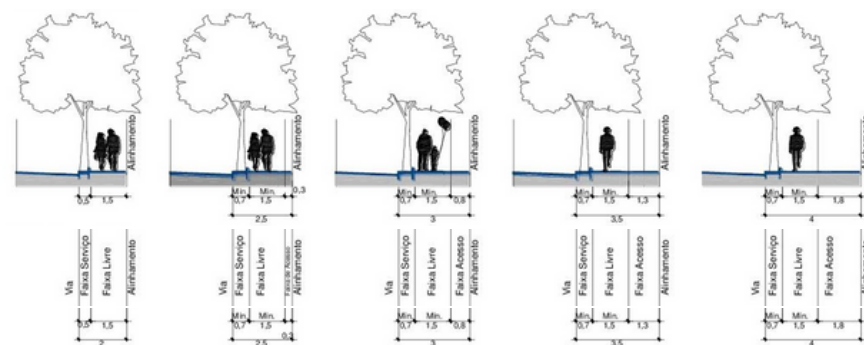 Alinhamento
Alinhamento
Alinhamento
Alinhamento
Alinhamento
0,5 1,5
Mín. Mín. 0,3
0,7 1,5
2,5
Mín. Mín.
0,7 1,5 0,8
3
Mín. Mín.
0,7 1,5 1,3
3,5
Mín. Mín.
0,7 1,5 1,8
4
Via
Faixa Serviço
Faixa Livre
Alinhamento
0,5 1,5
2
Via
Faixa Serviço
Faixa Livre
Faixa de Acesso
Alinhamento
Mín. Mín.
0,7 1,5 0,3
2,5
Via
Faixa Serviço
Faixa Livre
Faixa Acesso
Alinhamento
Mín. Mín.
0,7 1,5 0,8
3
Via
Faixa Serviço
Faixa Livre
Faixa Acesso
Alinhamento
Mín. Mín.
0,7 1,5 1,3
3,5
Via
Faixa Serviço
Faixa Livre
Faixa Acesso
Alinhamento
Mín. Mín.
0,7 1,5 1,8
4